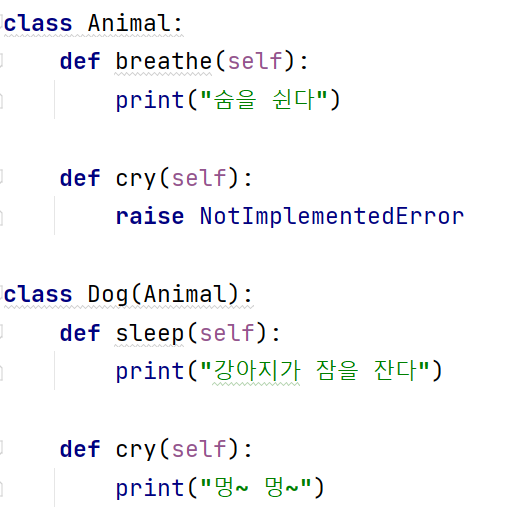 class Animal:
    def breathe(self):
        print("숨을 쉰다")
    def cry(self):
        raise NotImplementedError
class Dog(Animal):
    def sleep(self):
        print("강아지가 잠을 잔다")
    def cry(self):
        print("멍~ 멍~")